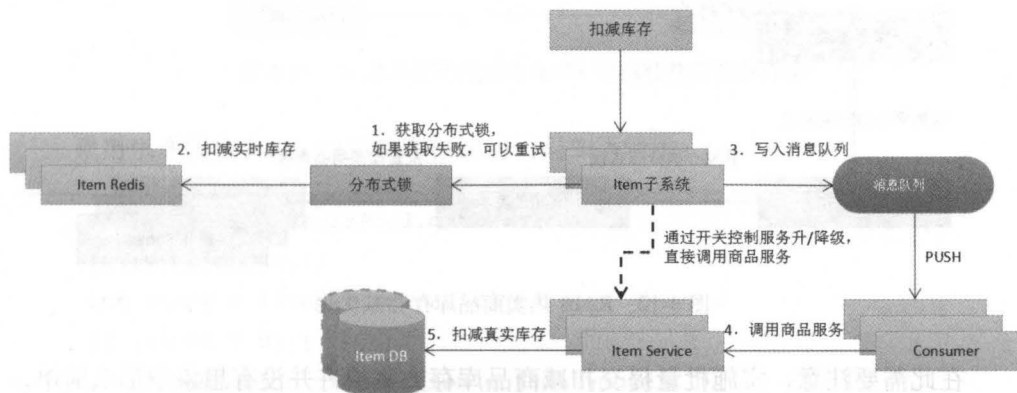 扣减库存
1. 获取分布式锁,
如果获取失败,可以重试
2. 扣减实时库存
3. 写入消息队列
Item Redis
分布式锁
Item子系统
消息队列
通过开关控制服务升/降级,
直接调用商品服务
PUSH
5. 扣减真实库存
4. 调用商品服务
Item DB
Item Service
Consumer